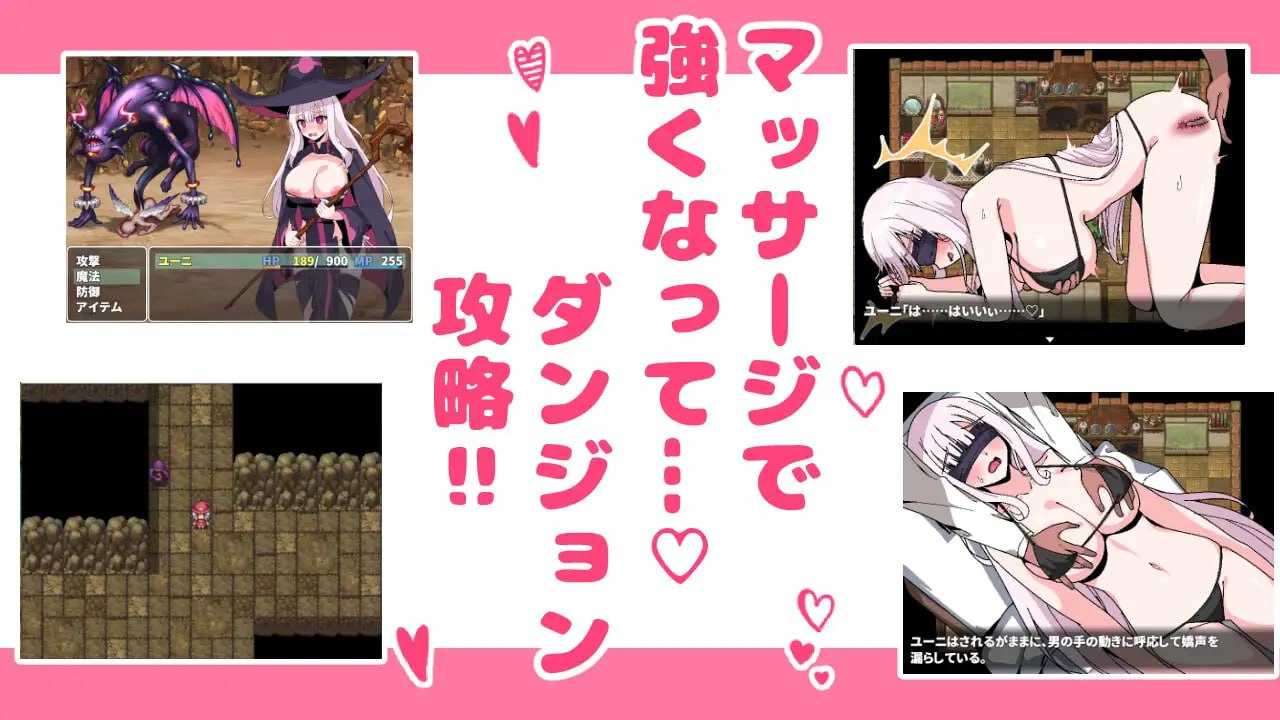 マッサージで
強くなって…♡
ダンジョン
攻略!!
ユーニ HP 189/ 900 MP 255
攻撃
魔法
防御
アイテム
ユーニ「は……はいいぃ……♡」
ユーニはされるがままに、男の手の動きに呼応して嬌声を
漏らしている。